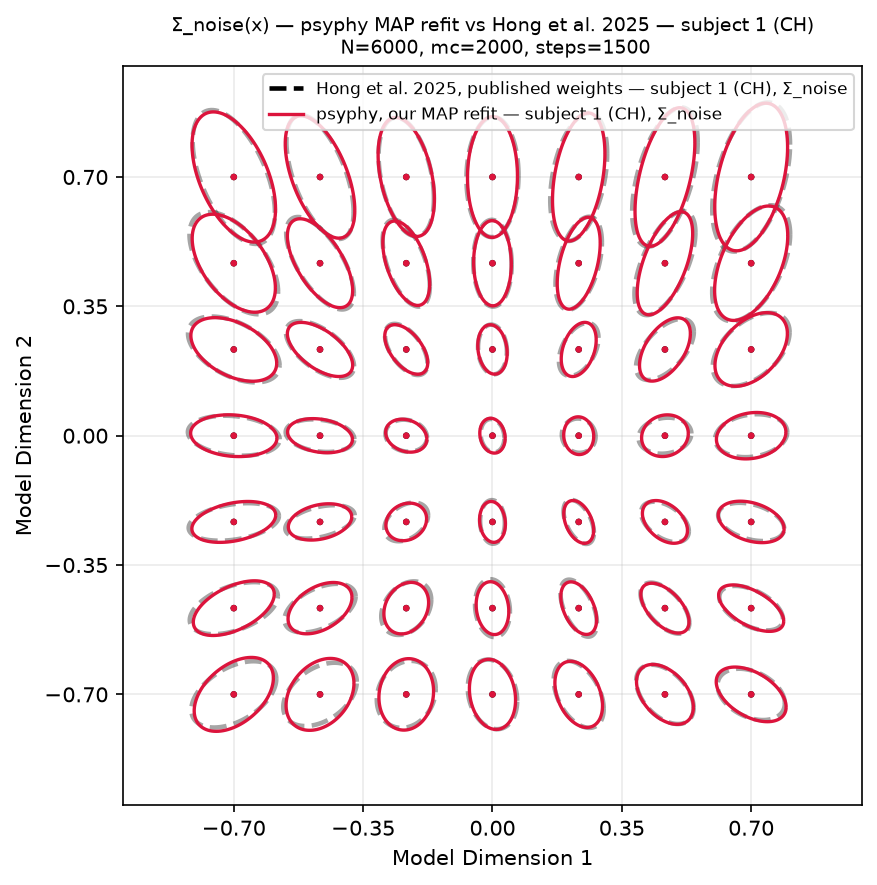 Σ_noise(x) — psyphy MAP refit vs Hong et al. 2025 — subject 1 (CH)
N=6000, mc=2000, steps=1500
Hong et al. 2025, published weights — subject 1 (CH), Σ_noise
psyphy, our MAP refit — subject 1 (CH), Σ_noise
Model Dimension 2
0.70
0.35
0.00
−0.35
−0.70
−0.70
−0.35
0.00
0.35
0.70
Model Dimension 1